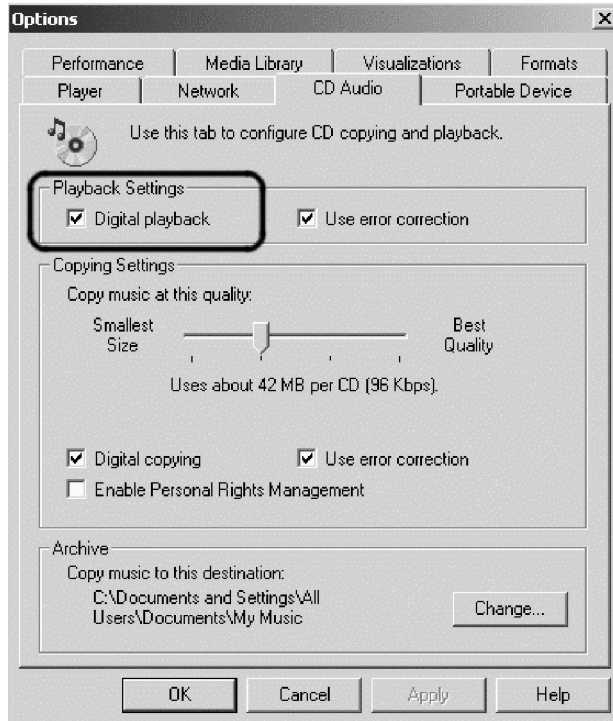 Options
Performance Media Library Visualizations Formats
Player Network CD Audio Portable Device
Use this tab to configure CD copying and playback.
Playback Settings
Digital playback Use error correction
Copying Settings
Copy music at this quality:
Smallest Size Best Quality
Uses about 42 MB per CD (96 Kbps).
Digital copying Use error correction
Enable Personal Rights Management
Archive
Copy music to this destination:
C:\Documents and Settings\All
Users\Documents\My Music
Change...
OK Cancel Apply Help